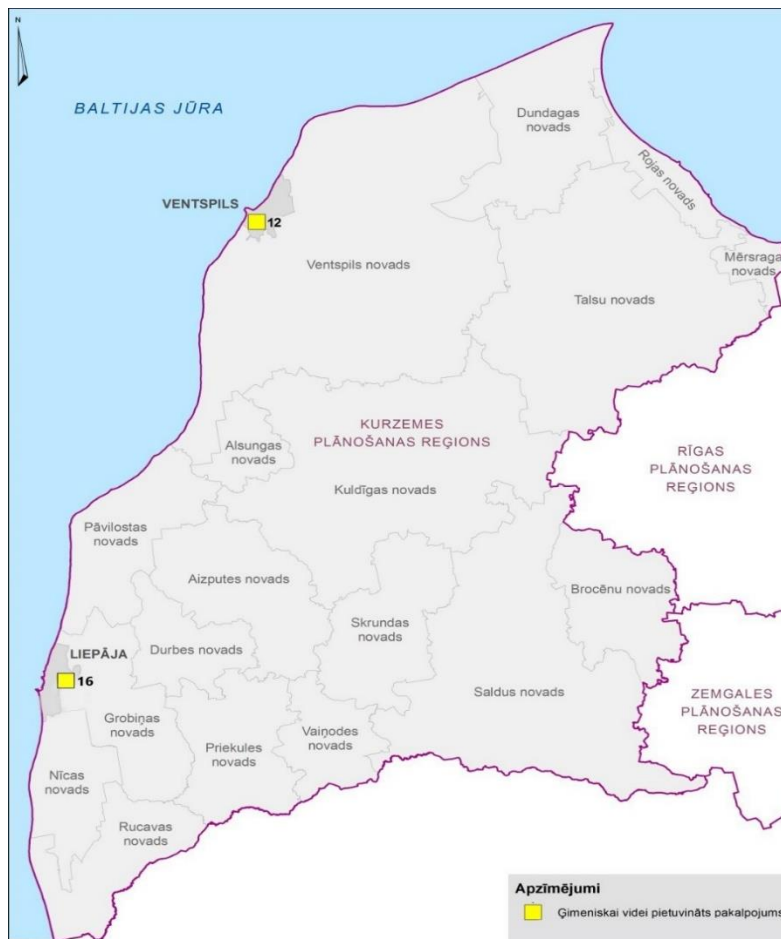 N
BALTIJAS JŪRA
Dundagas
novads
Rojas novads
VENTSPILS
12
Mērsraga
novads
Ventspils novads
Talsu novads
KURZEMES
PLĀNOŠANAS REĢIONS
Alsungas
novads
RĪGAS
PLĀNOŠANAS
REĢIONS
Kuldīgas novads
Pāvilostas
novads
Aizputes novads
Brocēnu novads
Skrundas
novads
LIEPĀJA
Durbes novads
16
Saldus novads
ZEMGALES
PLĀNOŠANAS
REĢIONS
Grobiņas
novads
Priekules
novads
Vaiņodes
novads
Nīcas
novads
Rucavas
novads
Apzīmējumi
Ģimeniskai videi pietuvināts pakalpojums